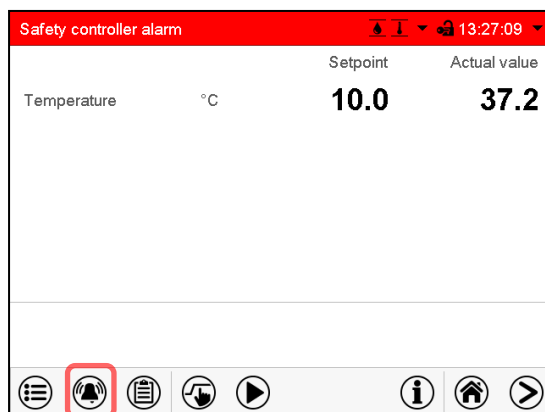 Safety controller alarm 13:27:09
Setpoint Actual value
Temperature °C 10.0 37.2